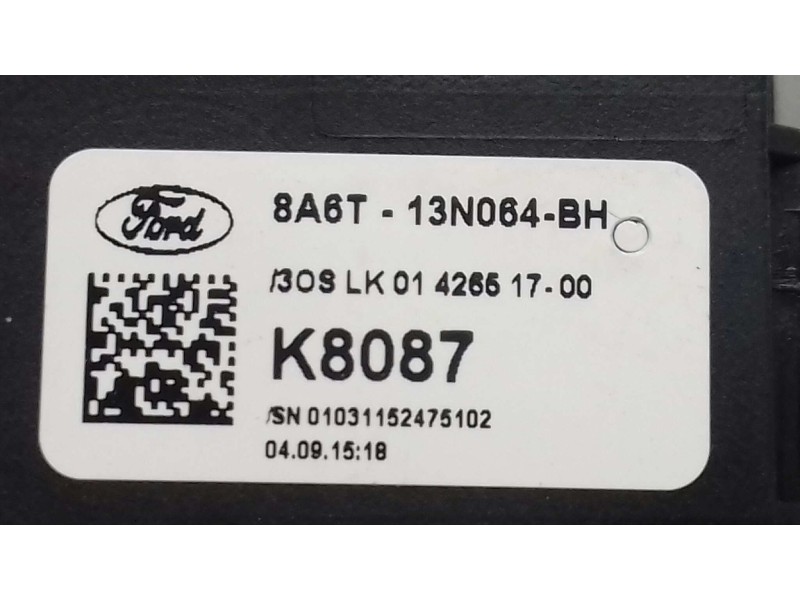 Ford
8A6T - 13N064-BH
/3OS LK 01 4265 17-00
K8087
/SN 01031152475102
04.09.15:18